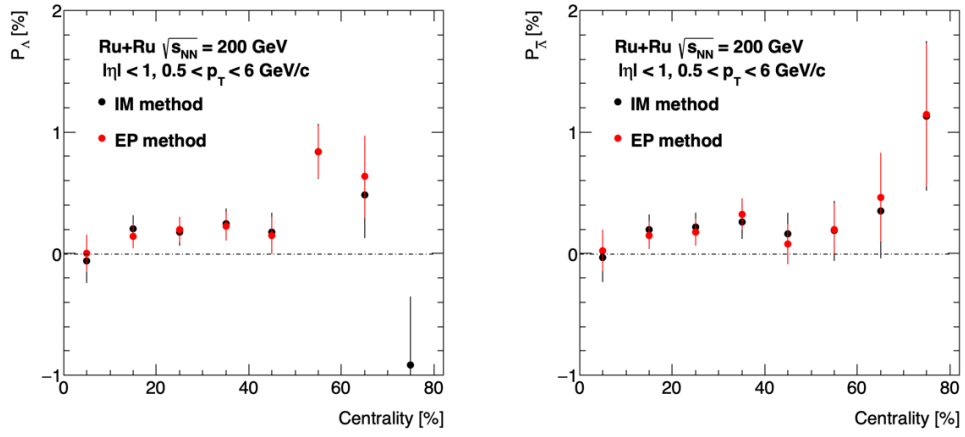 P_Λ [%]
2
1
0
−1
Ru+Ru √s_NN = 200 GeV
|η| < 1, 0.5 < p_T < 6 GeV/c
IM method
EP method
0 20 40 60 80
Centrality [%]
P_Λ̅ [%]
2
1
0
−1
Ru+Ru √s_NN = 200 GeV
|η| < 1, 0.5 < p_T < 6 GeV/c
IM method
EP method
0 20 40 60 80
Centrality [%]